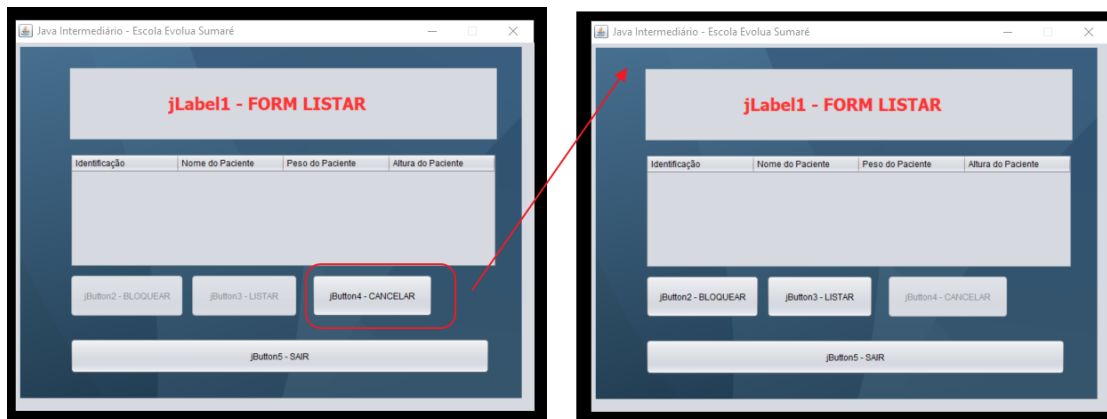 Java Intermediário - Escola Evolua Sumaré
jLabel1 - FORM LISTAR
Identificação Nome do Paciente Peso do Paciente Altura do Paciente
jButton2 - BLOQUEAR jButton3 - LISTAR jButton4 - CANCELAR
jButton5 - SAIR
Java Intermediário - Escola Evolua Sumaré
jLabel1 - FORM LISTAR
Identificação Nome do Paciente Peso do Paciente Altura do Paciente
jButton2 - BLOQUEAR jButton3 - LISTAR jButton4 - CANCELAR
jButton5 - SAIR